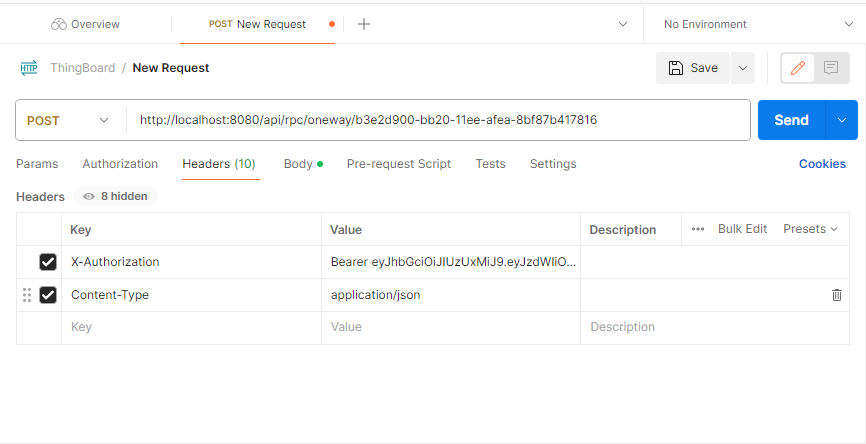 Overview POST New Request No Environment
HTTP ThingBoard / New Request Save
POST http://localhost:8080/api/rpc/oneway/b3e2d900-bb20-11ee-afea-8bf87b417816 Send
Params Authorization Headers (10) Body Pre-request Script Tests Settings Cookies
Headers 8 hidden
Key Value Description Bulk Edit Presets
X-Authorization Bearer eyJhbGciOiJIUzUxMiJ9.eyJzdWIiO...
Content-Type application/json
Key Value Description